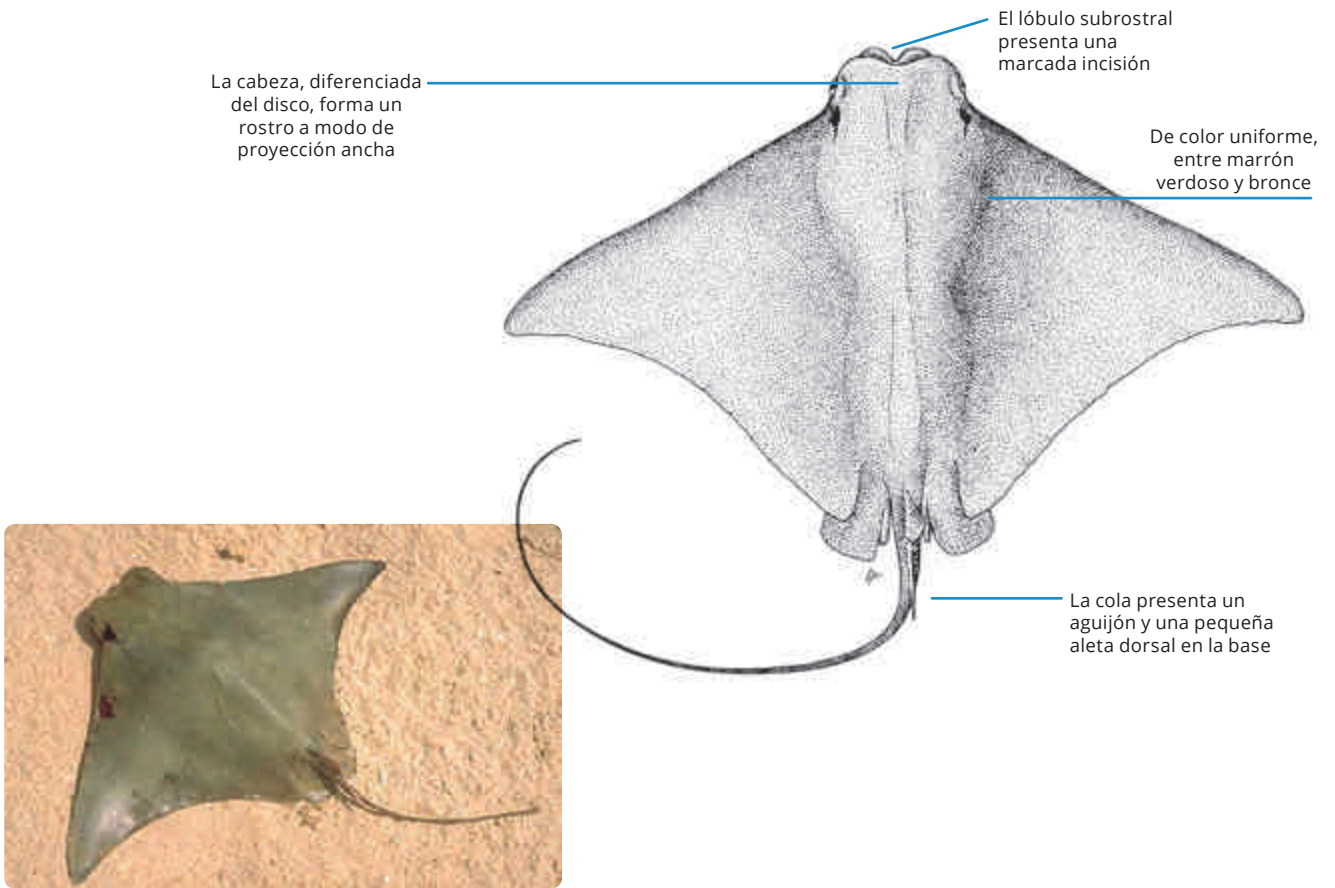 El lóbulo subrostral
presenta una
marcada incisión
La cabeza, diferenciada
del disco, forma un
rostro a modo de
proyección ancha
De color uniforme,
entre marrón
verdoso y bronce
La cola presenta un
aguijón y una pequeña
aleta dorsal en la base